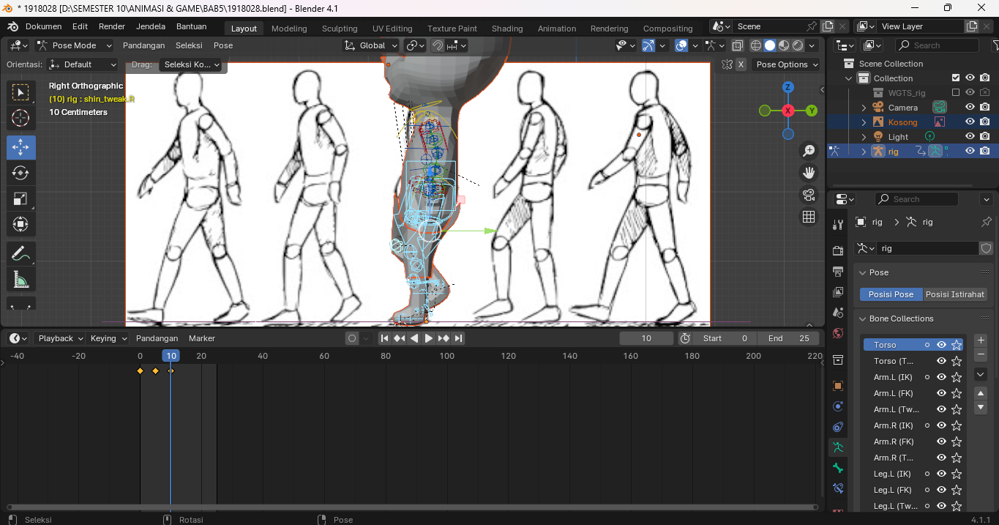 * 1918028 [D:\SEMESTER 10\ANIMASI & GAME\BAB5\1918028.blend] - Blender 4.1
Dokumen Edit Render Jendela Bantuan Layout Modeling Sculpting UV Editing Texture Paint Shading Animation Rendering Compositing Scene View Layer
Pose Mode Pandangan Seleksi Pose Global Search
Orientasi: Default Drag: Seleksi Ko... X Pose Options
Scene Collection
Collection
WGTS_rig
Camera
Kosong
Light
rig
Right Orthographic
(10) rig : shin_tweak.R
10 Centimeters
Z
X
Y
Search
rig rig
rig
Pose
Posisi Pose Posisi Istirahat
Bone Collections
Torso
Torso (T...
Arm.L (IK)
Arm.L (FK)
Arm.L (Tw...
Arm.R (IK)
Arm.R (FK)
Arm.R (T...
Leg.L (IK)
Leg.L (FK)
Leg.L (Tw...
Playback Keying Pandangan Marker 10 Start 0 End 25
-40 -20 0 10 20 40 60 80 100 120 140 160 180 200 220
Seleksi Rotasi Pose 4.1.1